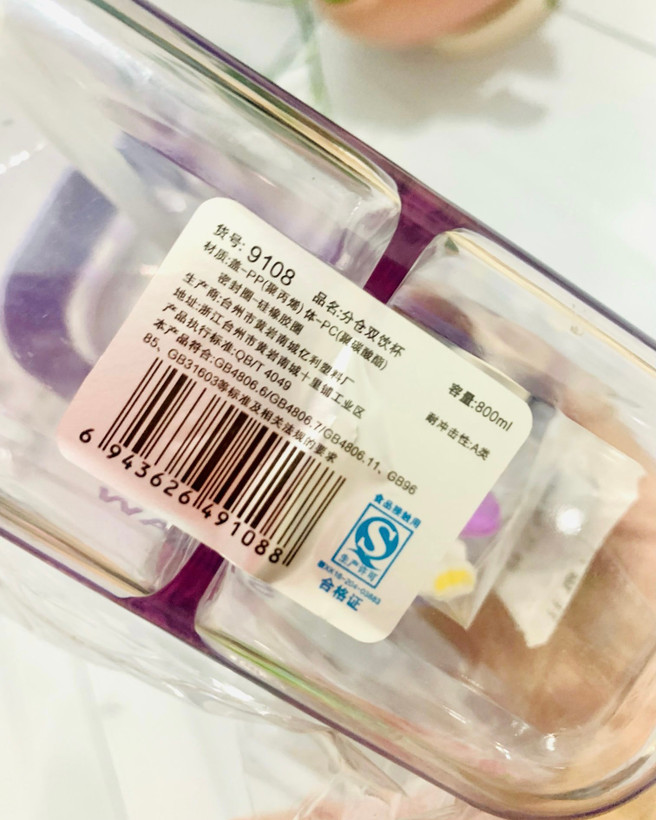 货号: 9108 品名:分仓双饮杯 容量:800ml
材质:盖-PP(聚丙烯) 体-PC(聚碳酸酯) 耐冲击性:A类
密封圈-硅橡胶圈
生产商:台州市黄岩南城亿利塑料厂
地址:浙江台州市黄岩南城十里铺工业区
产品执行标准:QB/T 4049
本产品符合:GB4806.6/GB4806.7/GB4806.11、GB96
85、GB31603等标准及相关法规的要求
6 943626 491088
食品接触用
生产许可
合格证
WA